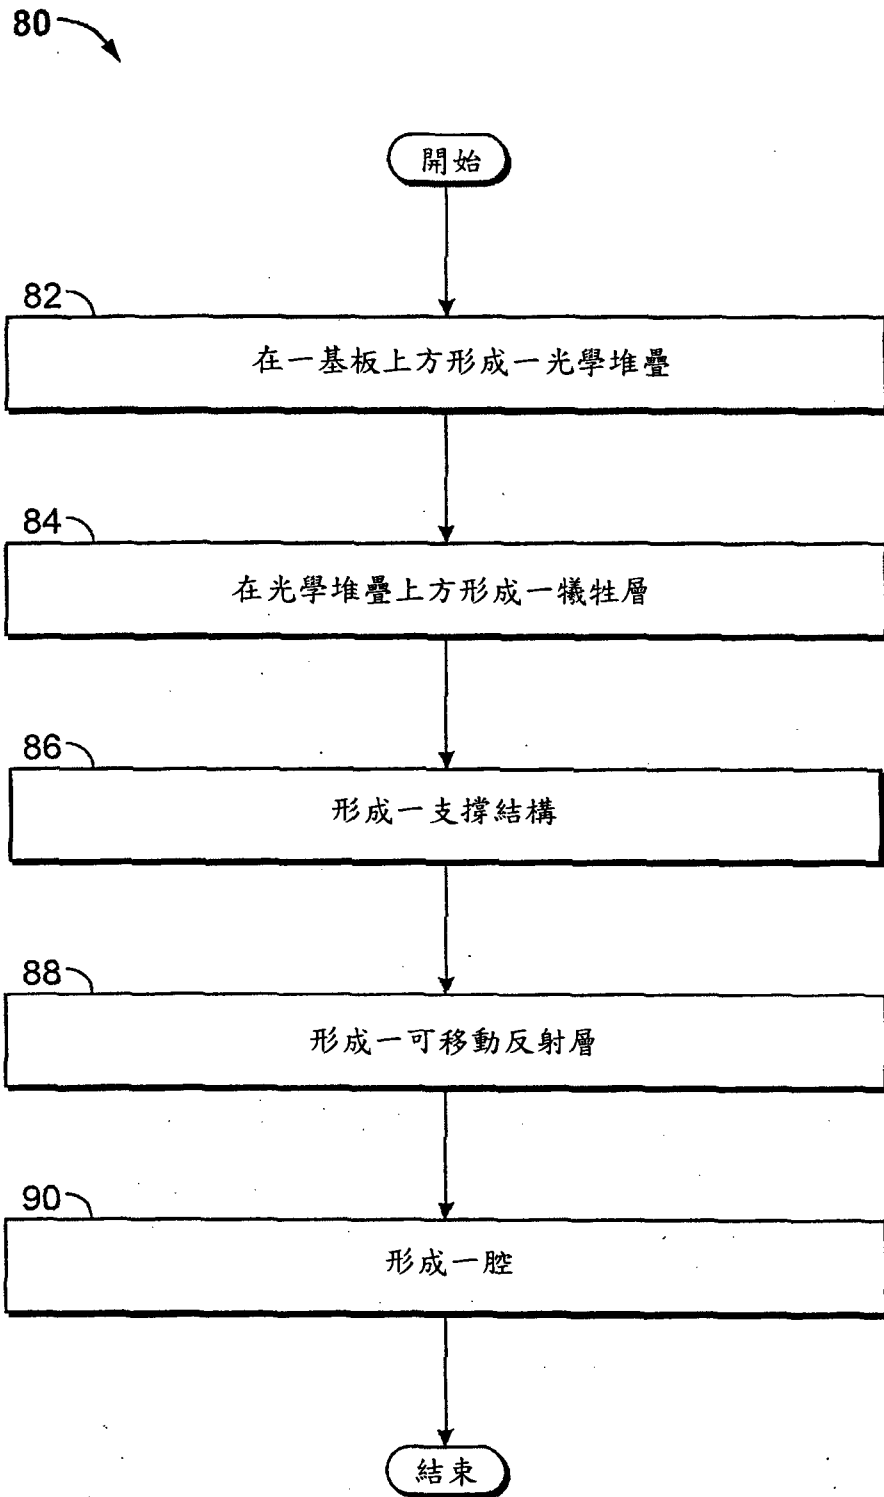 80
開始
82
在一基板上方形成一光學堆疊
84
在光學堆疊上方形成一犧牲層
86
形成一支撐結構
88
形成一可移動反射層
90
形成一腔
結束